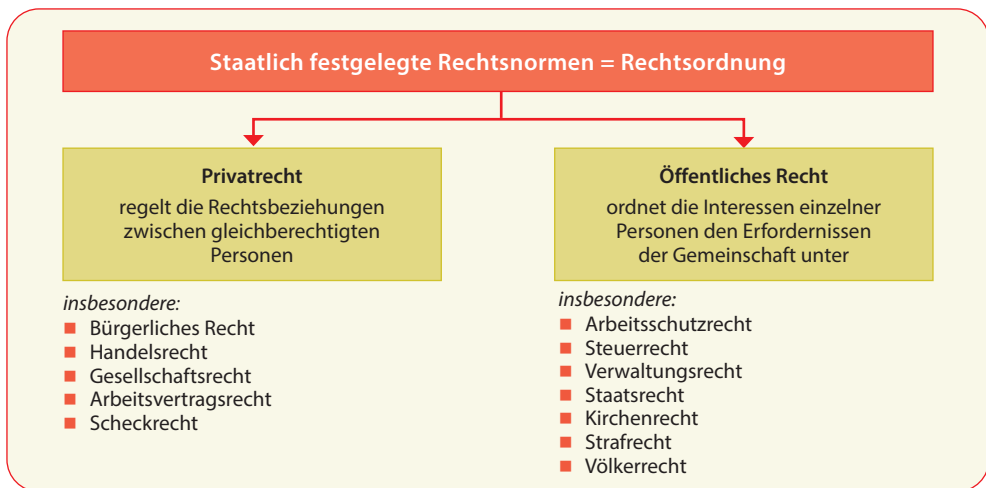 Staatlich festgelegte Rechtsnormen = Rechtsordnung
Privatrecht
regelt die Rechtsbeziehungen
zwischen gleichberechtigten
Personen
insbesondere:
Bürgerliches Recht
Handelsrecht
Gesellschaftsrecht
Arbeitsvertragsrecht
Scheckrecht
Öffentliches Recht
ordnet die Interessen einzelner
Personen den Erfordernissen
der Gemeinschaft unter
insbesondere:
Arbeitsschutzrecht
Steuerrecht
Verwaltungsrecht
Staatsrecht
Kirchenrecht
Strafrecht
Völkerrecht